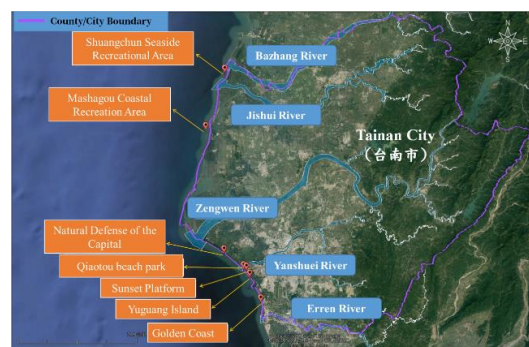 County/City Boundary
Shuangchun Seaside
Recreational Area
Bazhang River
Mashagou Coastal
Recreation Area
Jishui River
Tainan City
(台南市)
Zengwen River
Natural Defense of the
Capital
Qiaotou beach park
Yanshuei River
Sunset Platform
Yuguang Island
Erren River
Golden Coast